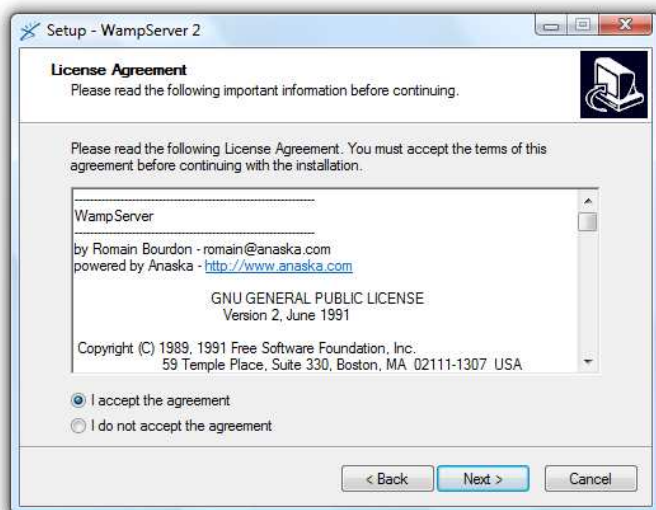 Setup - WampServer 2
License Agreement
Please read the following important information before continuing.
Please read the following License Agreement. You must accept the terms of this
agreement before continuing with the installation.
------------------------------------------------------------
WampServer
------------------------------------------------------------
by Romain Bourdon - romain@anaska.com
powered by Anaska - http://www.anaska.com
GNU GENERAL PUBLIC LICENSE
Version 2, June 1991
Copyright (C) 1989, 1991 Free Software Foundation, Inc.
59 Temple Place, Suite 330, Boston, MA  02111-1307  USA
I accept the agreement
I do not accept the agreement
< Back
Next >
Cancel